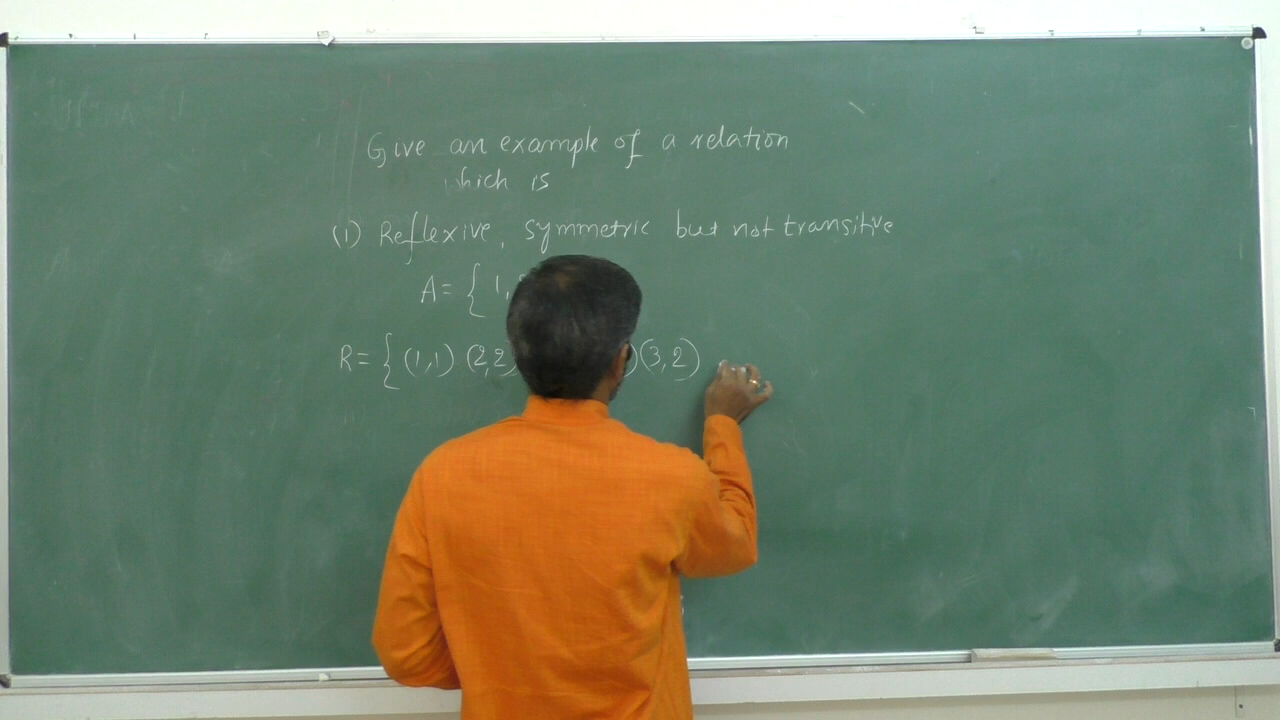 Give an example of a relation
which is
(1) Reflexive, symmetric but not transitive
A = { 1,
R = { (1,1) (2,2) )(3,2)